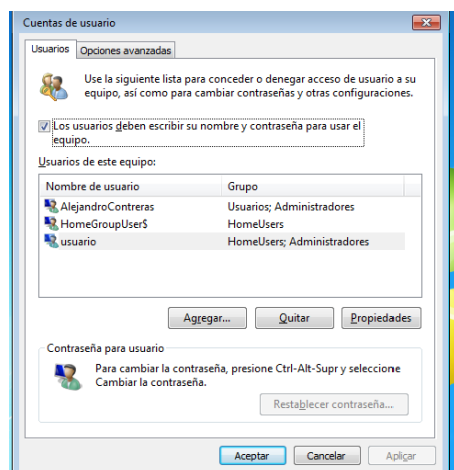 Cuentas de usuario
Usuarios
Opciones avanzadas
Use la siguiente lista para conceder o denegar acceso de usuario a su
equipo, así como para cambiar contraseñas y otras configuraciones.
Los usuarios deben escribir su nombre y contraseña para usar el
equipo.
Usuarios de este equipo:
Nombre de usuario Grupo
AlejandroContreras Usuarios; Administradores
HomeGroupUser$ HomeUsers
usuario HomeUsers; Administradores
Agregar... Quitar Propiedades
Contraseña para usuario
Para cambiar la contraseña, presione Ctrl-Alt-Supr y seleccione
Cambiar la contraseña.
Restablecer contraseña...
Aceptar Cancelar Aplicar